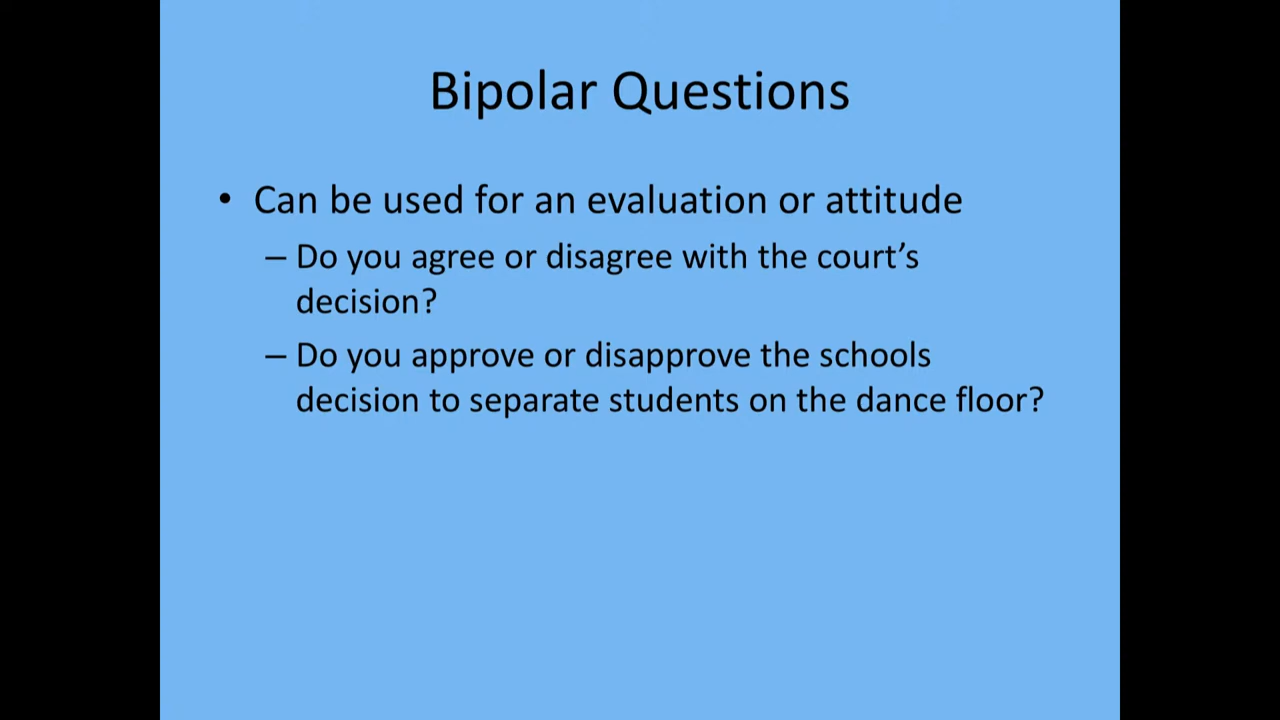 Bipolar Questions
• Can be used for an evaluation or attitude
– Do you agree or disagree with the court’s
decision?
– Do you approve or disapprove the schools
decision to separate students on the dance floor?